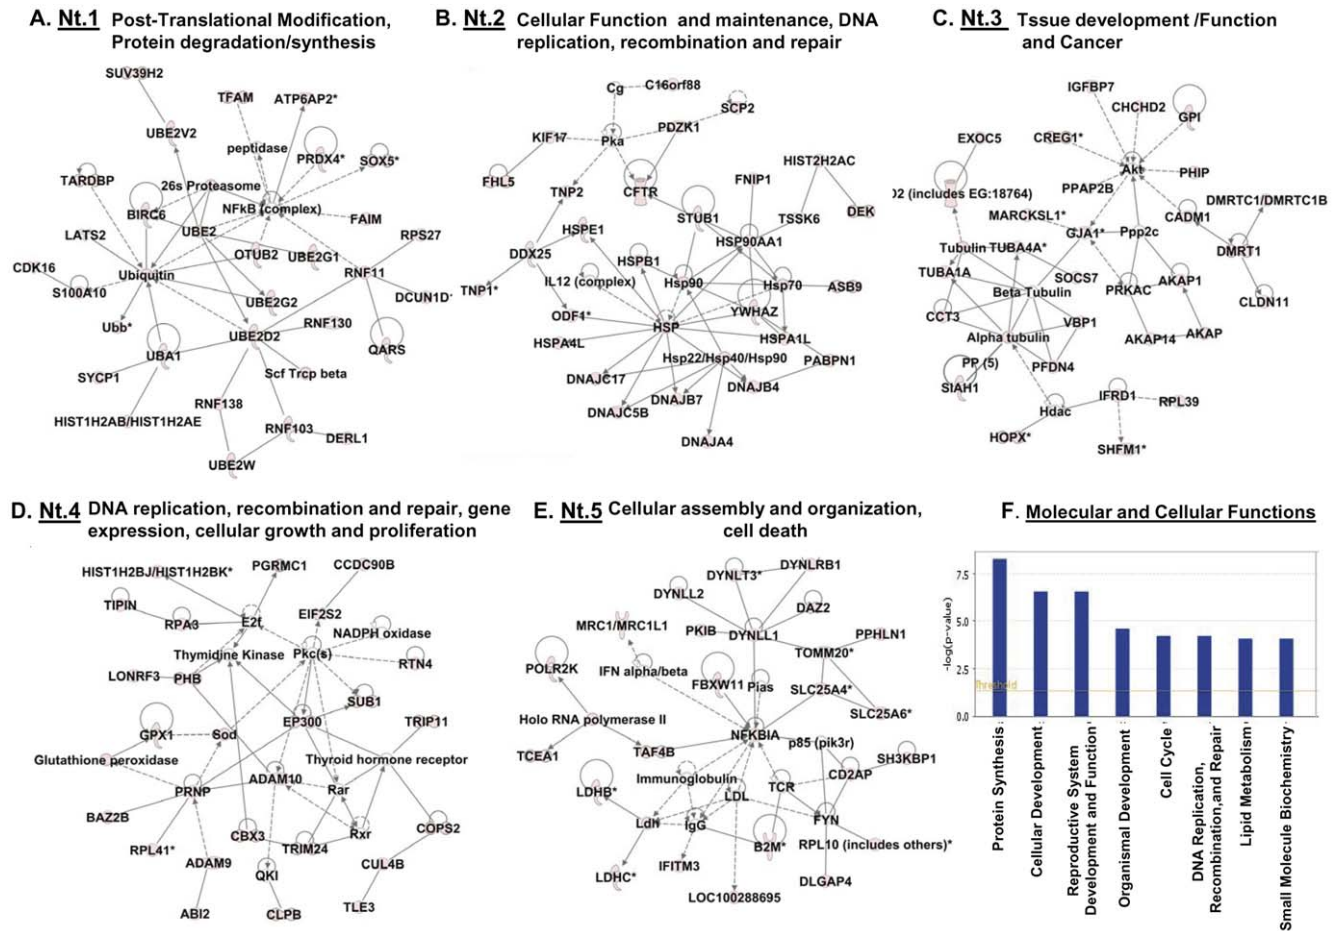 A. Nt.1 Post-Translational Modification,
Protein degradation/synthesis
SUV39H2
TFAM
ATP6AP2*
UBE2V2
peptidase
PRDX4*
SOX5*
TARDBP
26s Proteasome
BIRC6
NFkB (complex)
FAIM
UBE2
LATS2
OTUB2
UBE2G1
RPS27
CDK16
Ubiquitin
RNF11
S100A10
UBE2G2
DCUN1D
Ubb*
RNF130
UBE2D2
QARS
UBA1
SYCP1
Scf Trcp beta
RNF138
HIST1H2AB/HIST1H2AE
RNF103
DERL1
UBE2W
B. Nt.2 Cellular Function and maintenance, DNA
replication, recombination and repair
Cg
C16orf88
SCP2
KIF17
Pka
PDZK1
FHL5
TNP2
CFTR
FNIP1
HIST2H2AC
STUB1
TSSK6
DEK
HSPE1
HSP90AA1
DDX25
HSPB1
IL12 (complex)
Hsp90
Hsp70
ASB9
TNP1*
ODF1*
YWHAZ
HSP
HSPA4L
HSPA1L
Hsp22/Hsp40/Hsp90
PABPN1
DNAJC17
DNAJB4
DNAJB7
DNAJC5B
DNAJA4
C. Nt.3 Tssue development /Function
and Cancer
IGFBP7
CHCHD2
GPI
EXOC5
CREG1*
Akt
PHIP
D2 (includes EG:18764)
PPAP2B
DMRTC1/DMRTC1B
MARCKSL1*
CADM1
GJA1*
Ppp2c
Tubulin
TUBA4A*
DMRT1
TUBA1A
SOCS7
AKAP1
Beta Tubulin
PRKAC
CLDN11
CCT3
VBP1
Alpha tubulin
AKAP14
AKAP
PP (5)
PFDN4
SIAH1
IFRD1
RPL39
Hdac
HOPX*
SHFM1*
D. Nt.4 DNA replication, recombination and repair, gene
expression, cellular growth and proliferation
HIST1H2BJ/HIST1H2BK*
PGRMC1
CCDC90B
TIPIN
EIF2S2
RPA3
E2f
NADPH oxidase
Thymidine Kinase
Pkc(s)
RTN4
LONRF3
PHB
SUB1
EP300
TRIP11
GPX1
Sod
Glutathione peroxidase
Thyroid hormone receptor
ADAM10
PRNP
Rar
BAZ2B
CBX3
Rxr
COPS2
RPL41*
TRIM24
ADAM9
CUL4B
QKI
TLE3
ABI2
CLPB
E. Nt.5 Cellular assembly and organization,
cell death
DYNLT3*
DYNLRB1
DYNLL2
DAZ2
MRC1/MRC1L1
PKIB
DYNLL1
PPHLN1
TOMM20*
POLR2K
IFN alpha/beta
FBXW11
Pias
SLC25A4*
SLC25A6*
Holo RNA polymerase II
NFKBIA
p85 (pik3r)
TCEA1
TAF4B
SH3KBP1
Immunoglobulin
CD2AP
LDHB*
TCR
LDL
Ldh
IgG
FYN
B2M*
RPL10 (includes others)*
IFITM3
LDHC*
DLGAP4
LOC100288695
F. Molecular and Cellular Functions
-log(p-value)
7.5
5.0
2.5
Threshold
0.0
Protein Synthesis
Cellular Development
Reproductive System
Development and Function
Organismal Development
Cell Cycle
DNA Replication,
Recombination,and Repair
Lipid Metabolism
Small Molecule Biochemistry